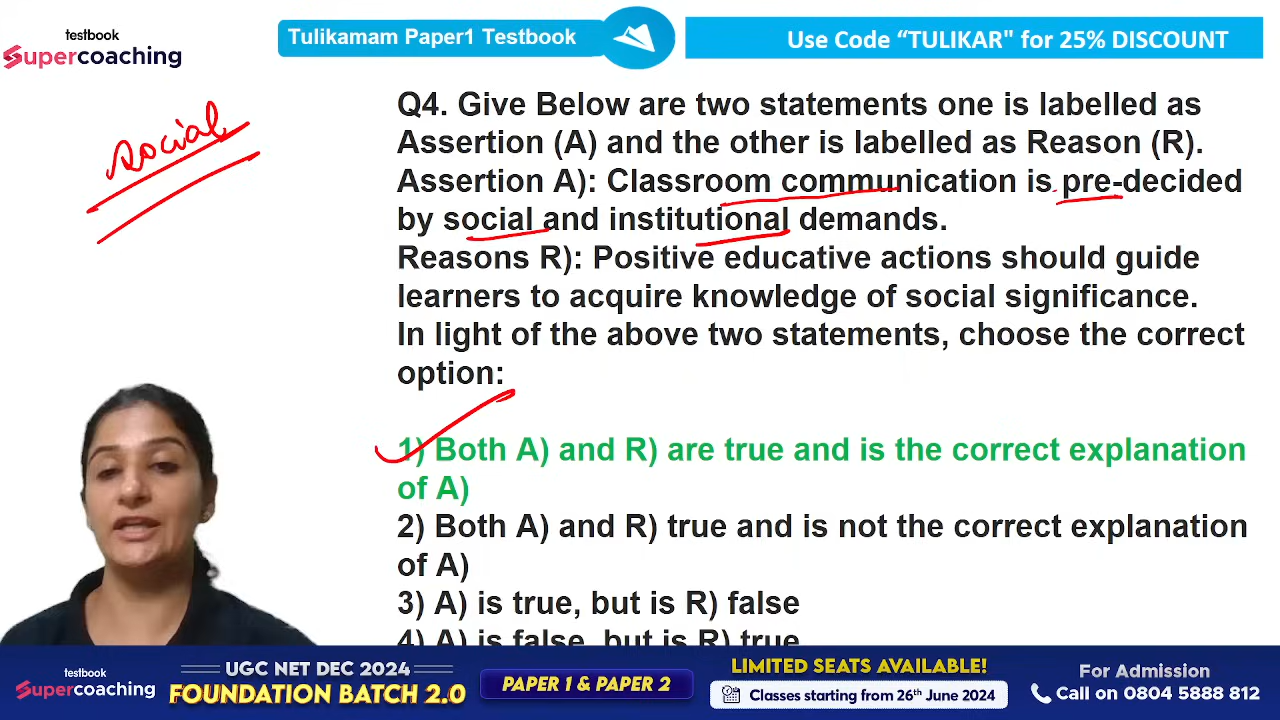 testbook
Supercoaching
Tulikamam Paper1 Testbook
Use Code “TULIKAR" for 25% DISCOUNT
social
Q4. Give Below are two statements one is labelled as
Assertion (A) and the other is labelled as Reason (R).
Assertion A): Classroom communication is pre-decided
by social and institutional demands.
Reasons R): Positive educative actions should guide
learners to acquire knowledge of social significance.
In light of the above two statements, choose the correct
option:
1) Both A) and R) are true and is the correct explanation
of A)
2) Both A) and R) true and is not the correct explanation
of A)
3) A) is true, but is R) false
4) A) is false, but is R) true
testbook
Supercoaching
UGC NET DEC 2024
FOUNDATION BATCH 2.0
PAPER 1 & PAPER 2
LIMITED SEATS AVAILABLE!
Classes starting from 26th June 2024
For Admission
Call on 0804 5888 812